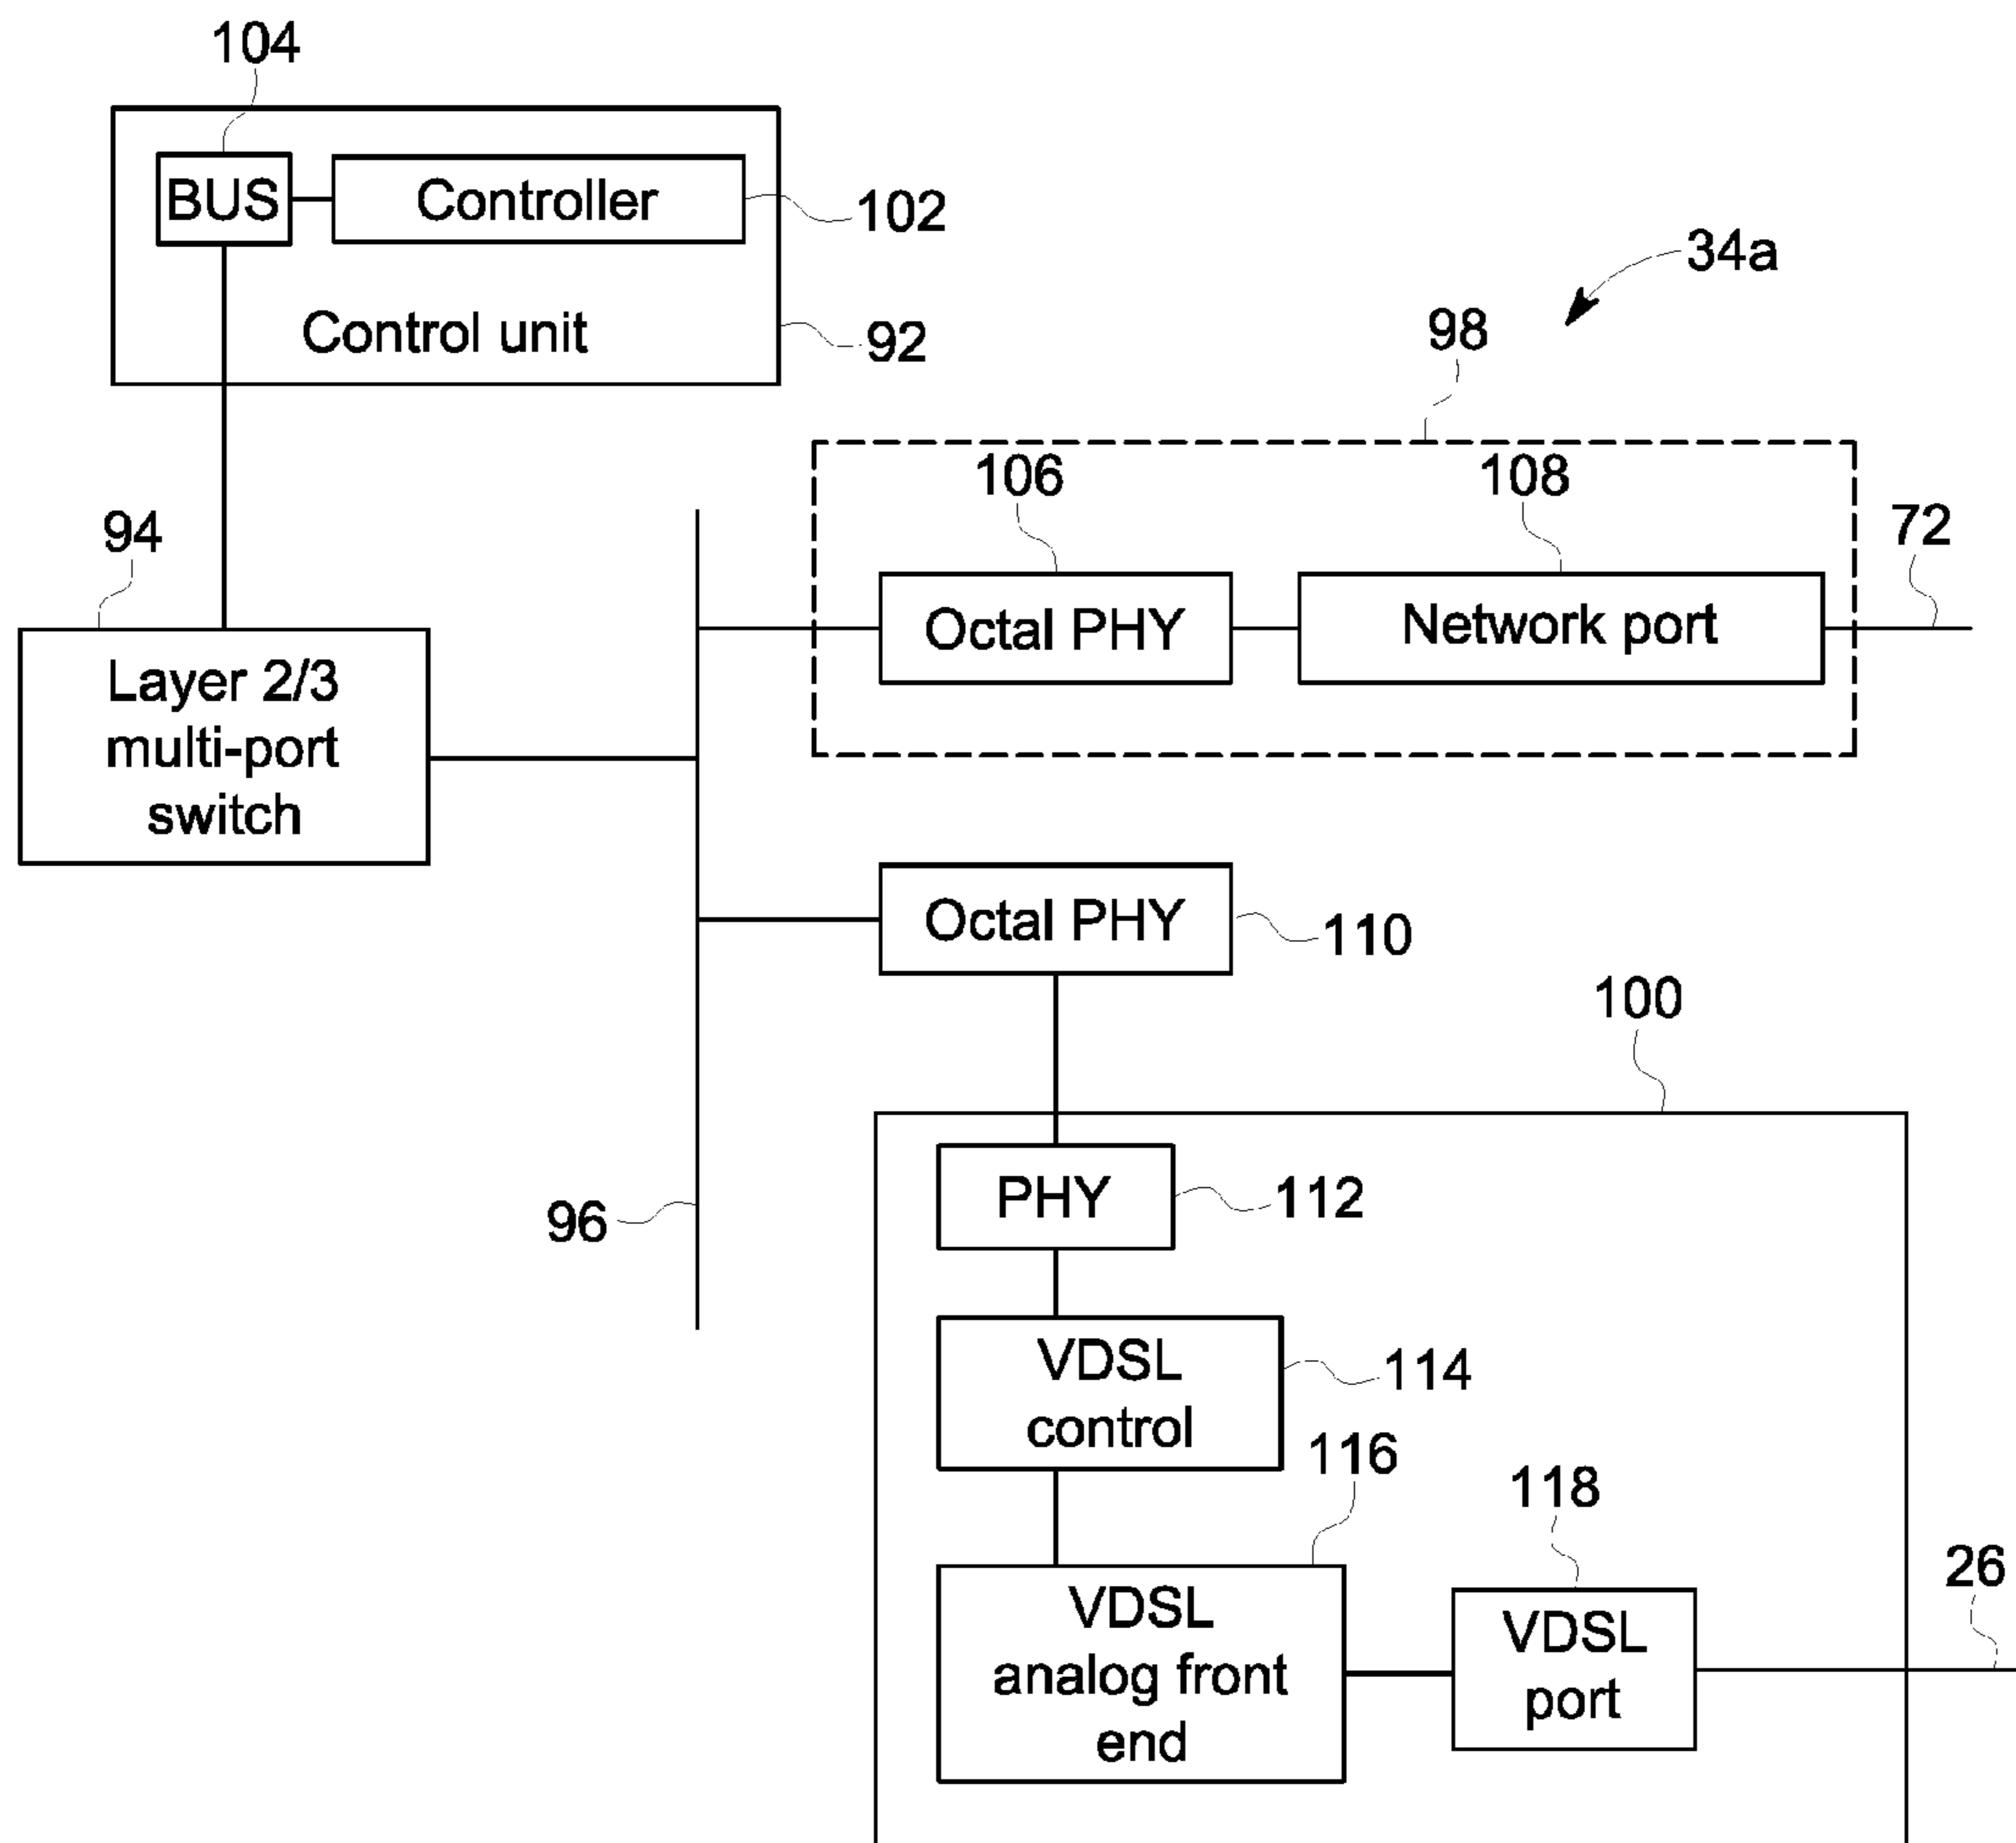 104
BUS
Controller
102
Control unit
92
34a
98
106
108
72
94
Octal PHY
Network port
Layer 2/3
multi-port
switch
Octal PHY
110
100
PHY
112
96
VDSL
control
114
116
118
VDSL
analog front
end
VDSL
port
26